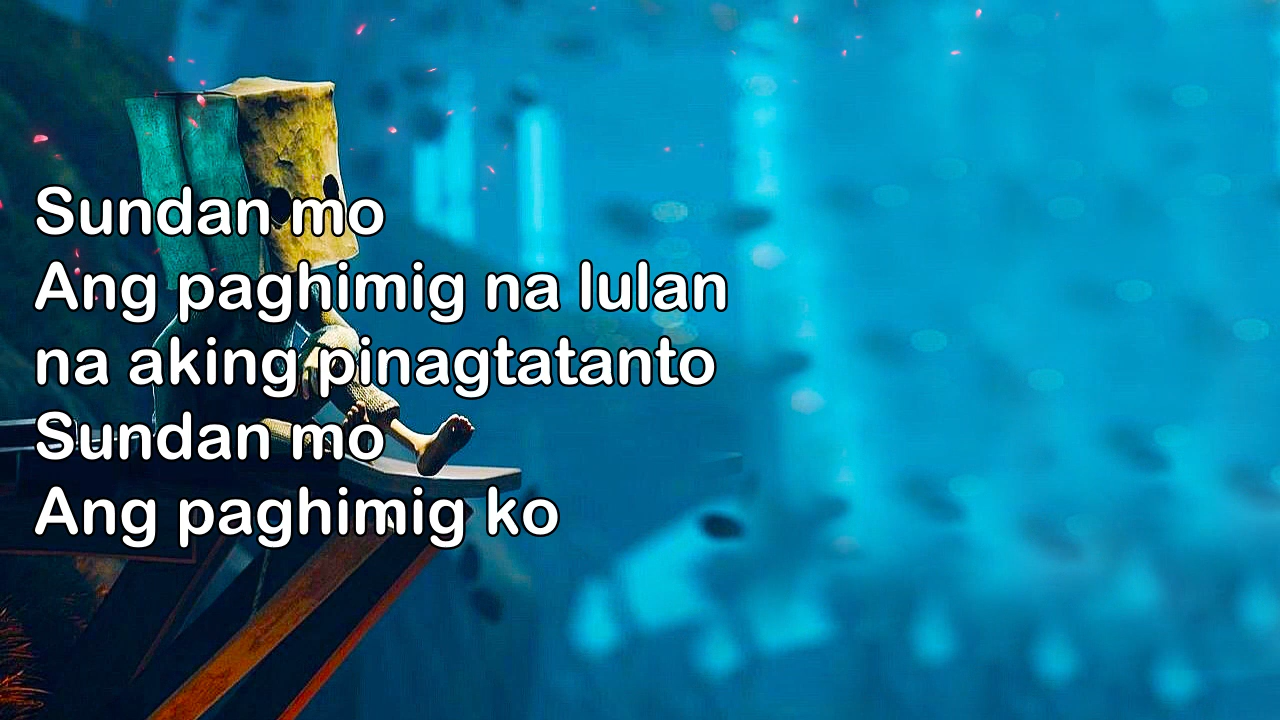 Sundan mo
Ang paghimig na lulan
na aking pinagtatanto
Sundan mo
Ang paghimig ko